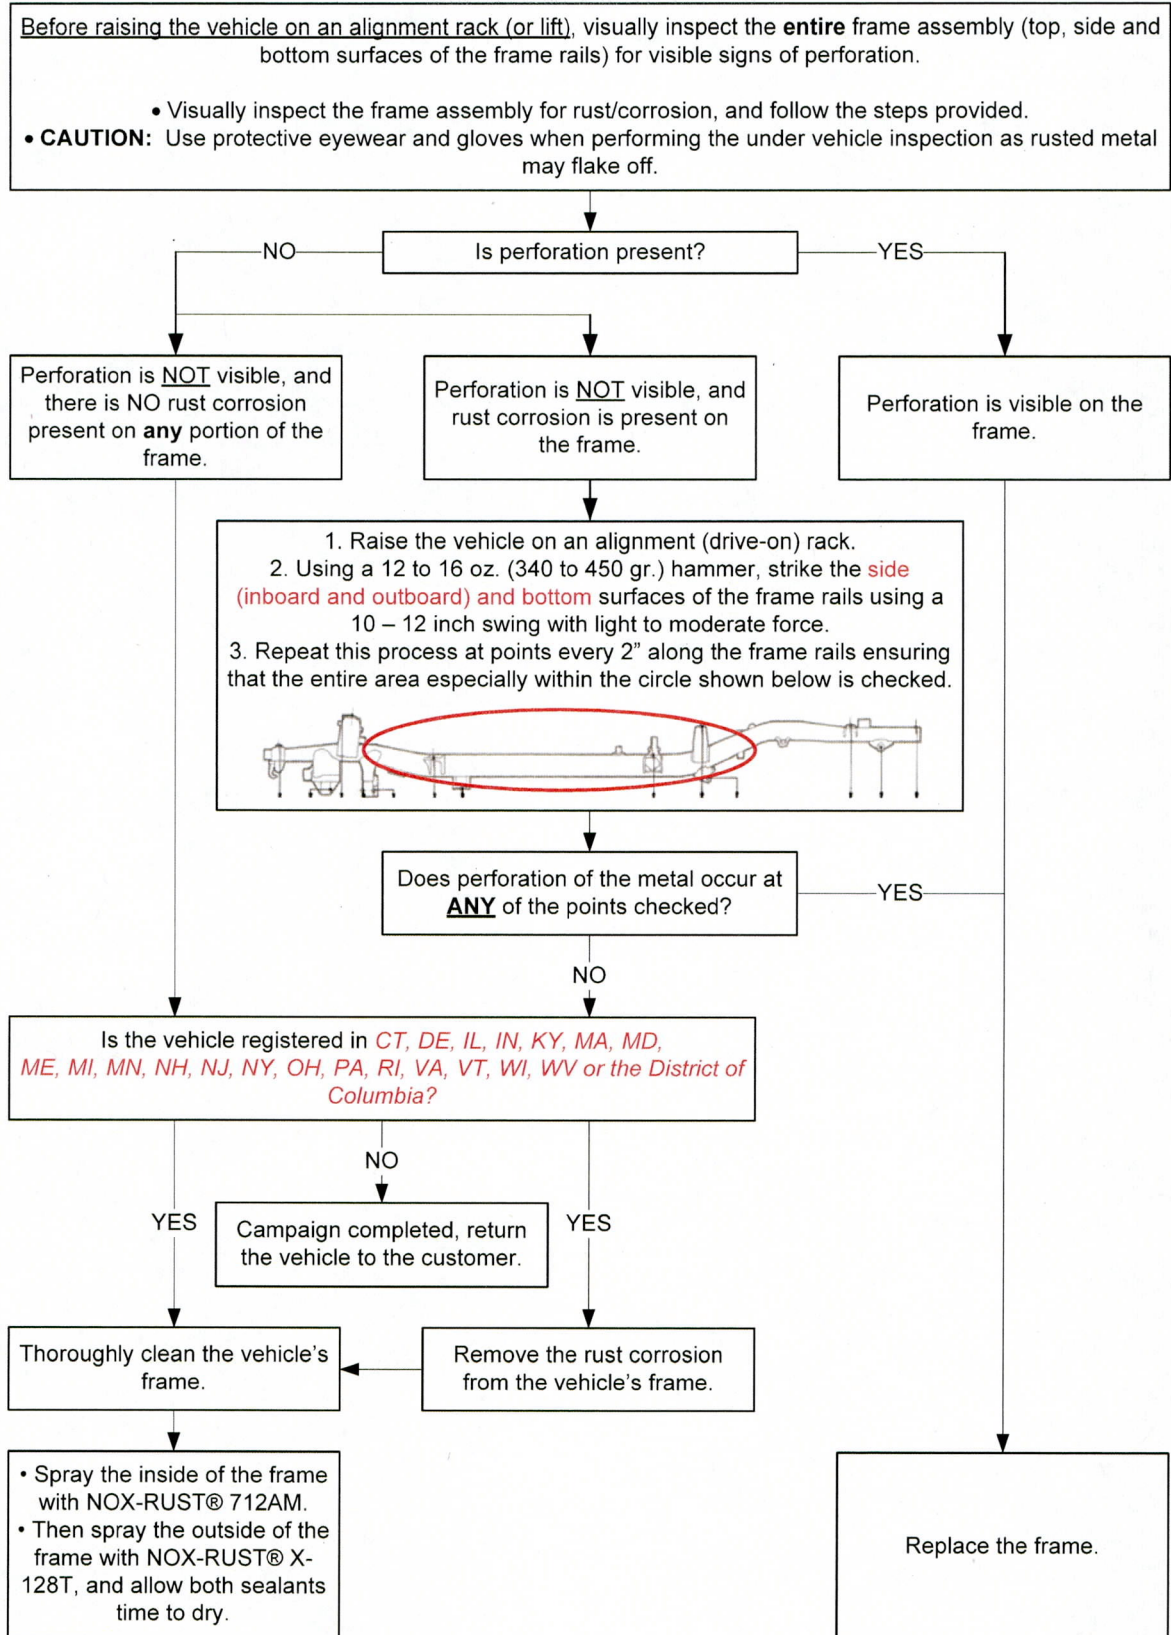 Before raising the vehicle on an alignment rack (or lift), visually inspect the entire frame assembly (top, side and
bottom surfaces of the frame rails) for visible signs of perforation.
• Visually inspect the frame assembly for rust/corrosion, and follow the steps provided.
• CAUTION: Use protective eyewear and gloves when performing the under vehicle inspection as rusted metal
may flake off.
Is perforation present?
NO
YES
Perforation is NOT visible, and
there is NO rust corrosion
present on any portion of the
frame.
Perforation is NOT visible, and
rust corrosion is present on
the frame.
Perforation is visible on the
frame.
1. Raise the vehicle on an alignment (drive-on) rack.
2. Using a 12 to 16 oz. (340 to 450 gr.) hammer, strike the side
(inboard and outboard) and bottom surfaces of the frame rails using a
10 – 12 inch swing with light to moderate force.
3. Repeat this process at points every 2” along the frame rails ensuring
that the entire area especially within the circle shown below is checked.
Does perforation of the metal occur at
ANY of the points checked?
YES
NO
Is the vehicle registered in CT, DE, IL, IN, KY, MA, MD,
ME, MI, MN, NH, NJ, NY, OH, PA, RI, VA, VT, WI, WV or the District of
Columbia?
NO
YES
YES
Campaign completed, return
the vehicle to the customer.
Thoroughly clean the vehicle’s
frame.
Remove the rust corrosion
from the vehicle’s frame.
• Spray the inside of the frame
with NOX-RUST® 712AM.
• Then spray the outside of the
frame with NOX-RUST® X-
128T, and allow both sealants
time to dry.
Replace the frame.